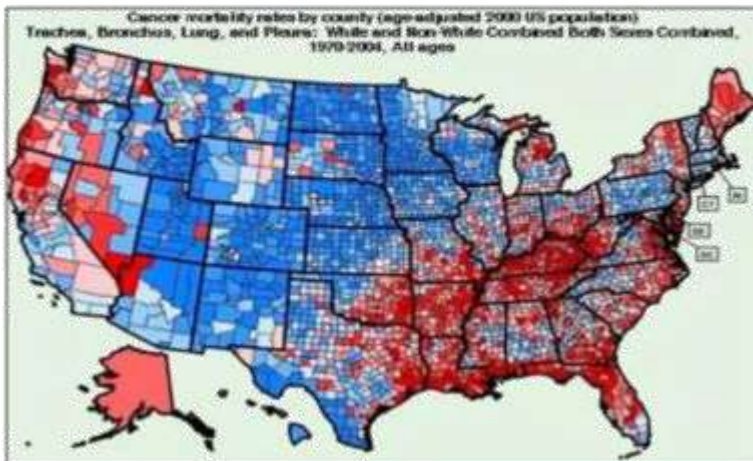 Cancer mortality rates by county (age-adjusted 2000 US population)
Trachea, Bronchus, Lung, and Pleura: White and Non-White Combined Both Sexes Combined,
1970-2004, All ages
CT